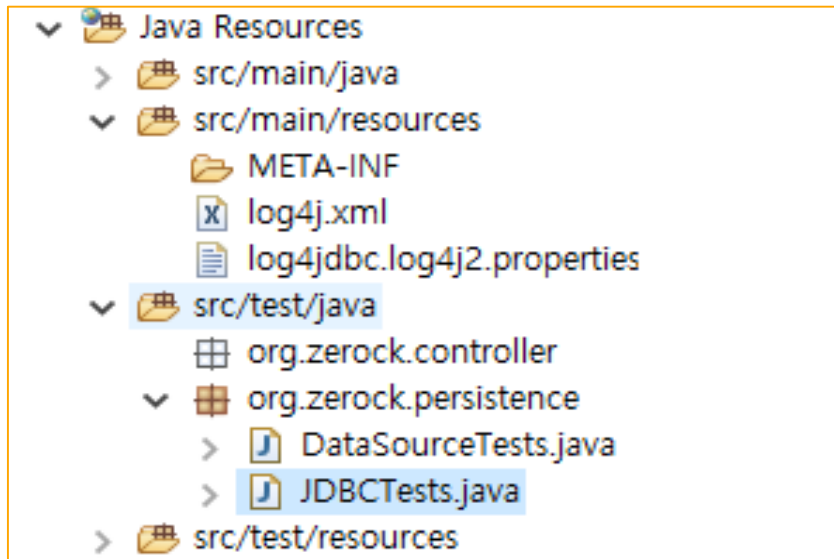 Java Resources
src/main/java
src/main/resources
META-INF
log4j.xml
log4jdbc.log4j2.properties
src/test/java
org.zerock.controller
org.zerock.persistence
DataSourceTests.java
JDBCTests.java
src/test/resources